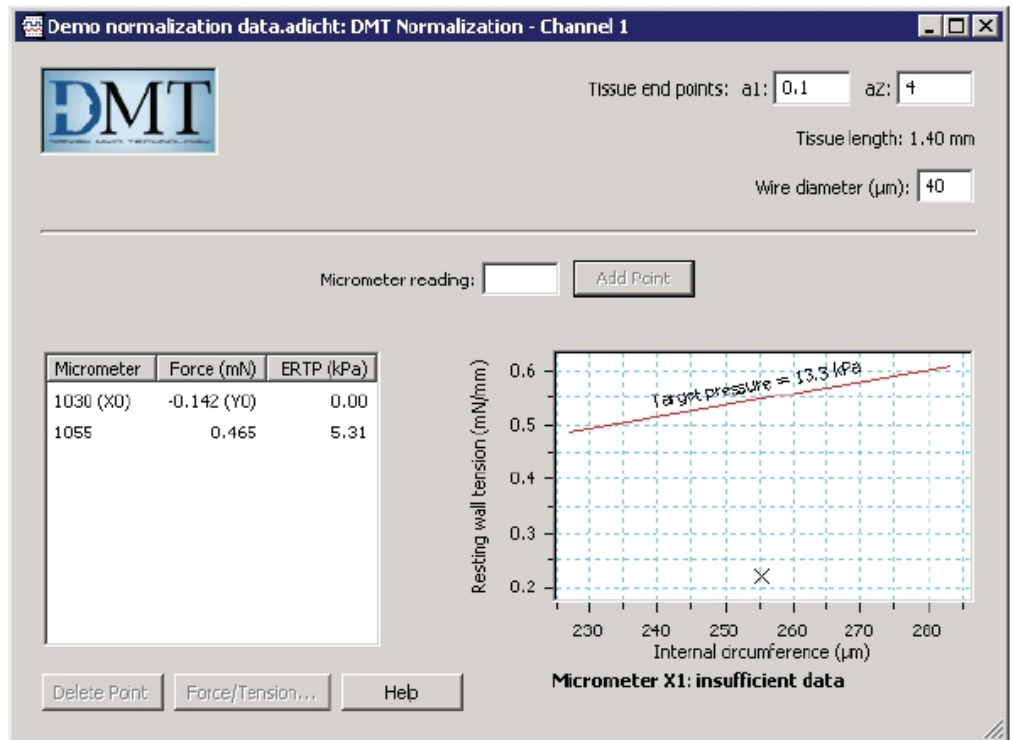 Demo normalization data.adicht: DMT Normalization - Channel 1
DMT
Tissue end points: a1: 0.1 a2: 4
Tissue length: 1.40 mm
Wire diameter (µm): 40
Micrometer reading:
Add Point
Micrometer Force (mN) ERTP (kPa)
1030 (X0) -0.142 (Y0) 0.00
1055 0.465 5.31
Resting wall tension (mN/mm)
0.6
0.5
0.4
0.3
0.2
Target pressure = 13.3 kPa
230 240 250 260 270 280
Internal circumference (µm)
Micrometer X1: insufficient data
Delete Point Force/Tension... Help